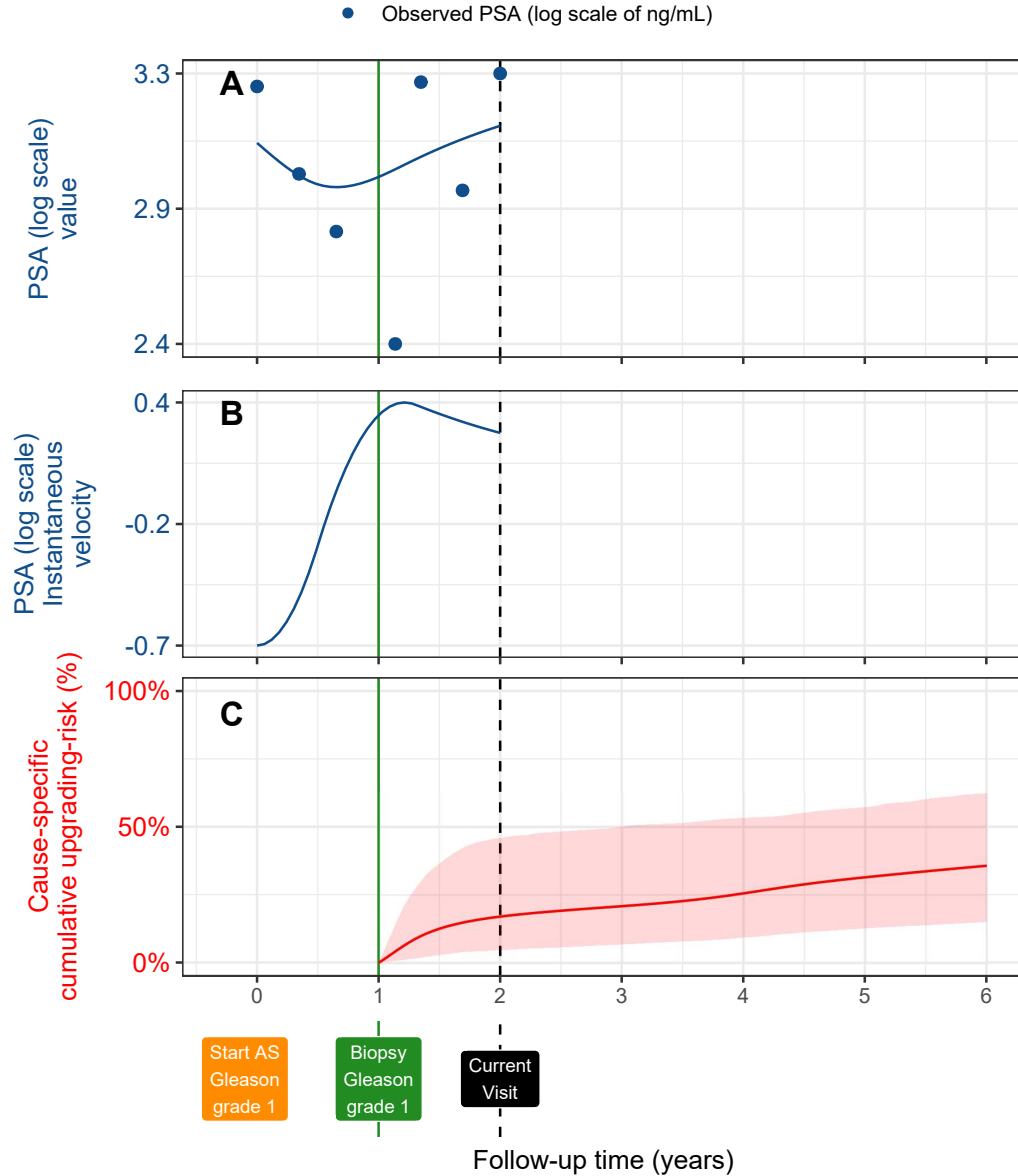 Observed PSA (log scale of ng/mL)
A
PSA (log scale)
value
3.3
2.9
2.4
B
PSA (log scale)
Instantaneous
velocity
0.4
-0.2
-0.7
C
Cause-specific
cumulative upgrading-risk (%)
100%
50%
0%
0 1 2 3 4 5 6
Start AS
Gleason
grade 1
Biopsy
Gleason
grade 1
Current
Visit
Follow-up time (years)